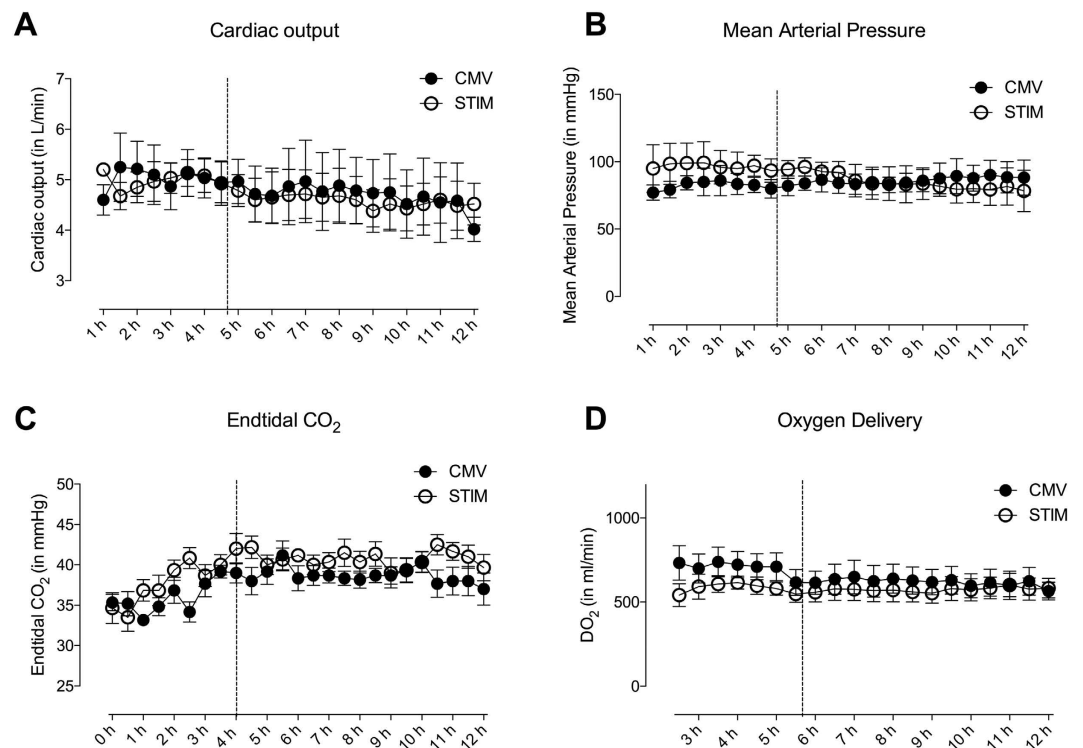 A
Cardiac output
CMV
STIM
Cardiac output (in L/min)
7
6
5
4
3
1 h
2 h
3 h
4 h
5 h
6 h
7 h
8 h
9 h
10 h
11 h
12 h
B
Mean Arterial Pressure
CMV
STIM
Mean Arterial Pressure (in mmHg)
150
100
50
0
1 h
2 h
3 h
4 h
5 h
6 h
7 h
8 h
9 h
10 h
11 h
12 h
C
Endtidal CO₂
CMV
STIM
Endtidal CO₂ (in mmHg)
50
45
40
35
30
25
0 h
1 h
2 h
3 h
4 h
5 h
6 h
7 h
8 h
9 h
10 h
11 h
12 h
D
Oxygen Delivery
CMV
STIM
DO₂ (in ml/min)
1000
500
0
3 h
4 h
5 h
6 h
7 h
8 h
9 h
10 h
11 h
12 h